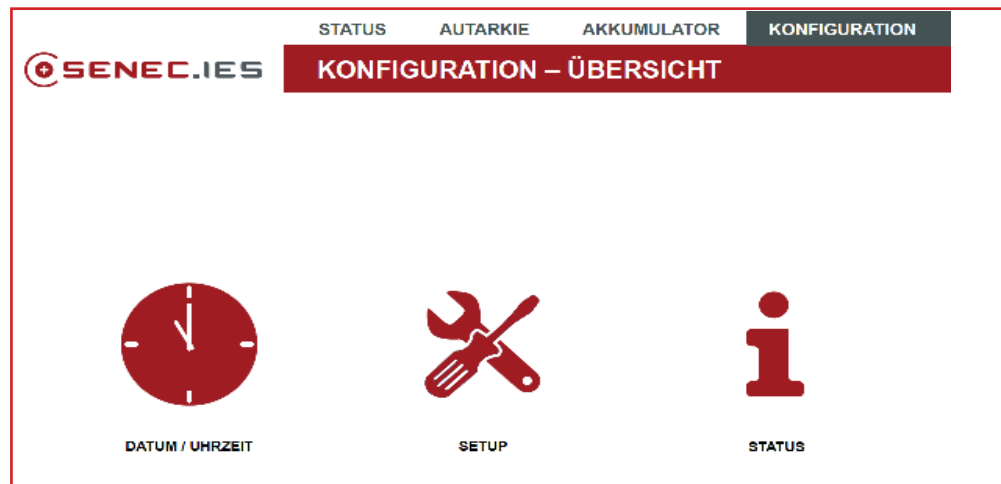 STATUS AUTARKIE AKKUMULATOR KONFIGURATION
SENEC.IES KONFIGURATION – ÜBERSICHT
DATUM / UHRZEIT SETUP STATUS